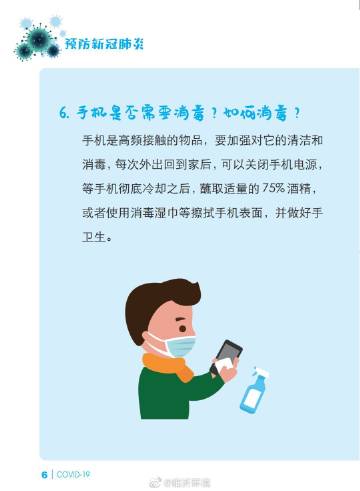 预防新冠肺炎
6. 手机是否需要消毒？如何消毒？
手机是高频接触的物品，要加强对它的清洁和
消毒，每次外出回到家后，可以关闭手机电源，
等手机彻底冷却之后，蘸取适量的 75% 酒精，
或者使用消毒湿巾等擦拭手机表面，并做好手
卫生。
6 | COVID-19
@临沂环境